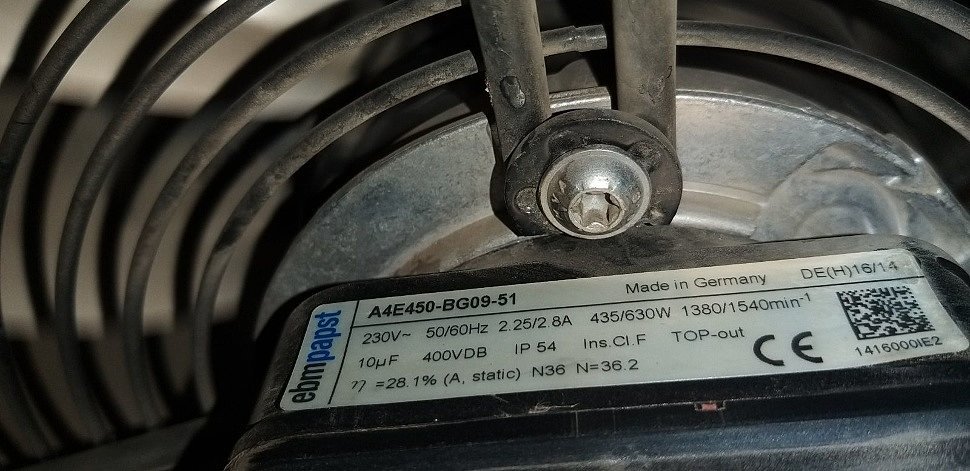 ebmpapst
A4E450-BG09-51 Made in Germany DE(H)16/14
230V~ 50/60Hz 2.25/2.8A 435/630W 1380/1540min⁻¹
10µF 400VDB IP 54 Ins.Cl.F TOP-out CE
η =28.1% (A, static) N36 N=36.2
1416000IE2